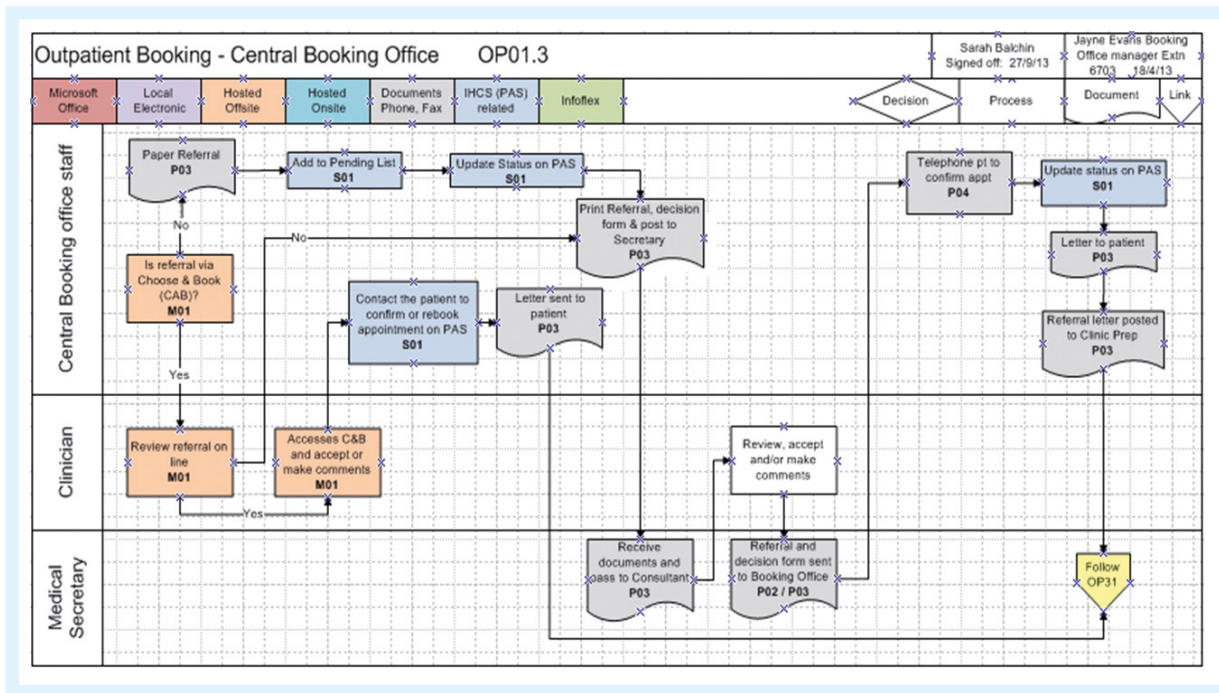 Outpatient Booking - Central Booking Office OP01.3
Sarah Balchin
Signed off: 27/9/13
Jayne Evans Booking
Office manager Extn
6703 18/4/13
Microsoft
Office
Local
Electronic
Hosted
Offsite
Hosted
Onsite
Documents
Phone, Fax
IHCS (PAS)
related
Infoflex
Decision
Process
Document
Link
Central Booking office staff
Paper Referral
P03
Add to Pending List
S01
Update Status on PAS
S01
Telephone pt to
confirm appt
P04
Update status on PAS
S01
No
Print Referral, decision
form & post to
Secretary
P03
No
Letter to patient
P03
Is referral via
Choose & Book
(CAB)?
M01
Contact the patient to
confirm or rebook
appointment on PAS
S01
Letter sent to
patient
P03
Referral letter posted
to Clinic Prep
P03
Yes
Clinician
Review referral on
line
M01
Accesses C&B
and accept or
make comments
M01
Review, accept
and/or make
comments
Yes
Medical
Secretary
Receive
documents and
pass to Consultant
P03
Referral and
decision form sent
to Booking Office
P02 / P03
Follow
OP31